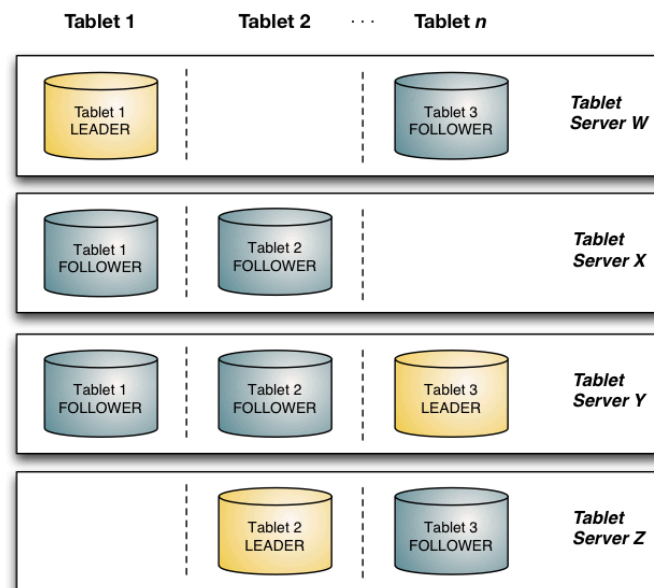 Tablet 1 Tablet 2 · · · Tablet n
Tablet 1
LEADER
Tablet 3
FOLLOWER
Tablet
Server W
Tablet 1
FOLLOWER
Tablet 2
FOLLOWER
Tablet
Server X
Tablet 1
FOLLOWER
Tablet 2
FOLLOWER
Tablet 3
LEADER
Tablet
Server Y
Tablet 2
LEADER
Tablet 3
FOLLOWER
Tablet
Server Z